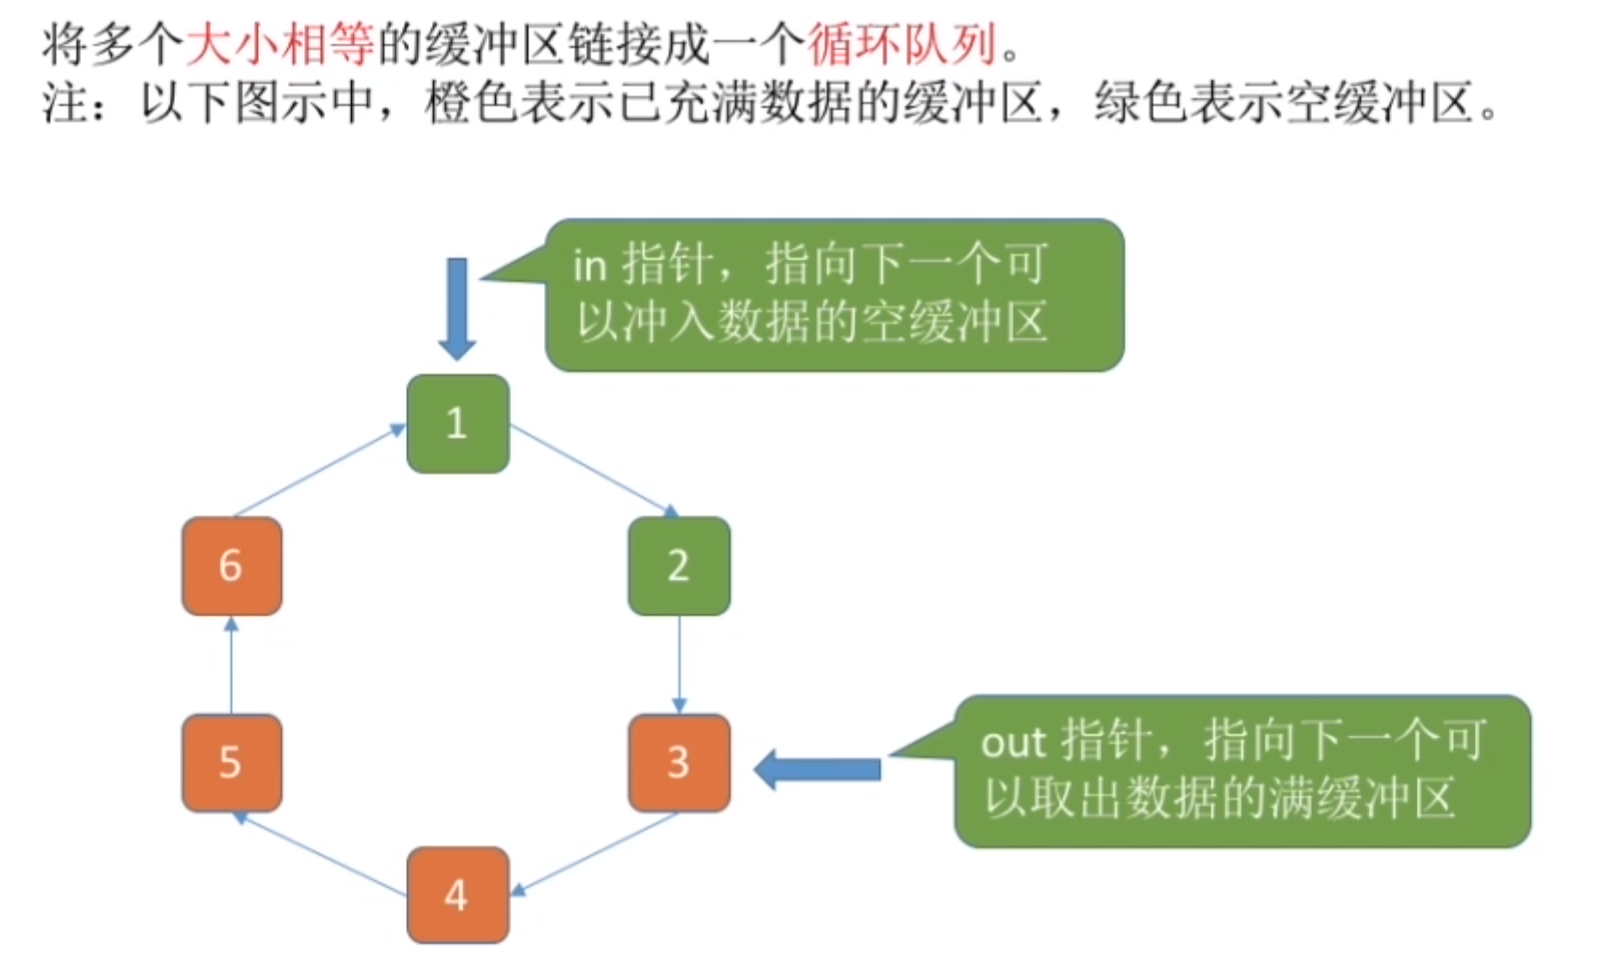 将多个大小相等的缓冲区链接成一个循环队列。
注：以下图示中，橙色表示已充满数据的缓冲区，绿色表示空缓冲区。
in 指针，指向下一个可
以冲入数据的空缓冲区
1
6
2
5
3
out 指针，指向下一个可
以取出数据的满缓冲区
4